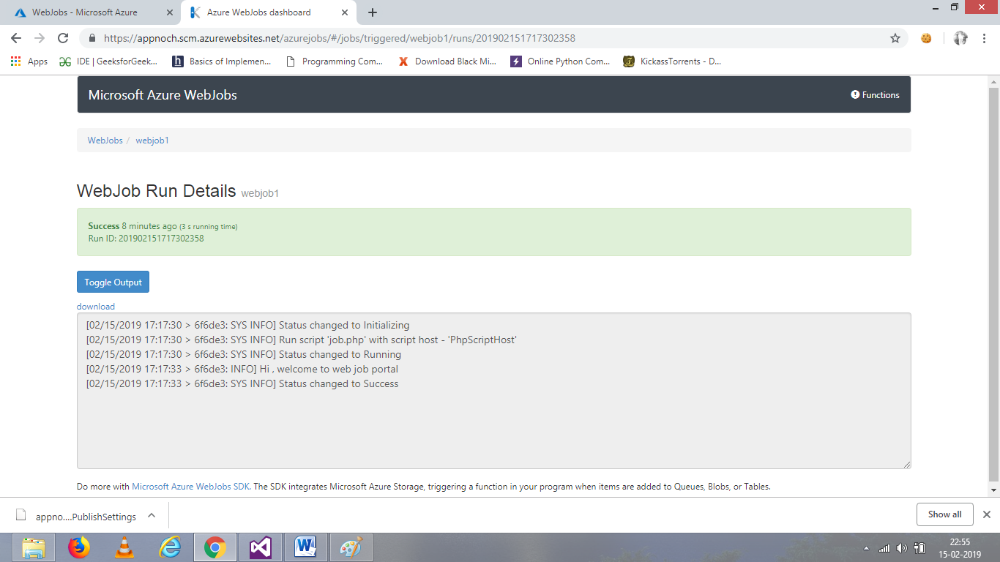 WebJobs - Microsoft Azure
Azure WebJobs dashboard
https://appnoch.scm.azurewebsites.net/azurejobs/#/jobs/triggered/webjob1/runs/201902151717302358
Apps
IDE | GeeksforGeek...
Basics of Implemen...
Programming Com...
Download Black Mi...
Online Python Com...
KickassTorrents - D...
Microsoft Azure WebJobs
Functions
WebJobs / webjob1
WebJob Run Details webjob1
Success 8 minutes ago (3 s running time)
Run ID: 201902151717302358
Toggle Output
download
[02/15/2019 17:17:30 > 6f6de3: SYS INFO] Status changed to Initializing
[02/15/2019 17:17:30 > 6f6de3: SYS INFO] Run script 'job.php' with script host - 'PhpScriptHost'
[02/15/2019 17:17:30 > 6f6de3: SYS INFO] Status changed to Running
[02/15/2019 17:17:33 > 6f6de3: INFO] Hi , welcome to web job portal
[02/15/2019 17:17:33 > 6f6de3: SYS INFO] Status changed to Success
Do more with Microsoft Azure WebJobs SDK. The SDK integrates Microsoft Azure Storage, triggering a function in your program when items are added to Queues, Blobs, or Tables.
appno....PublishSettings
Show all
22:55
15-02-2019